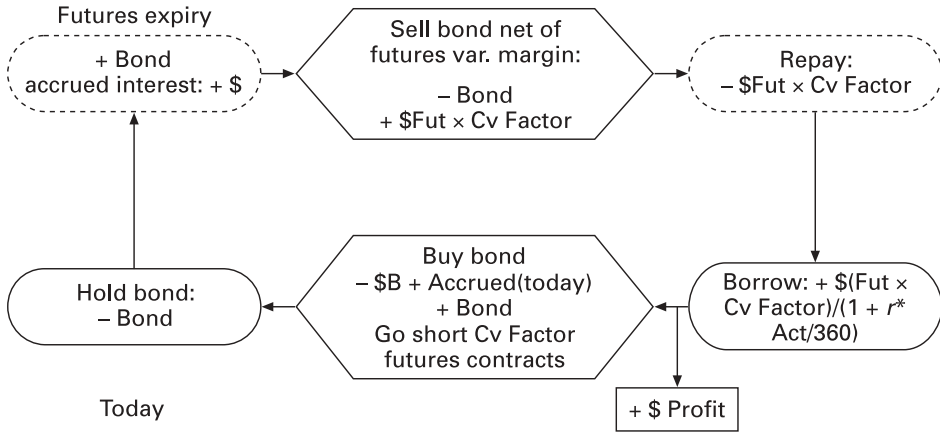 Futures expiry
+ Bond
accrued interest: + $
Sell bond net of
futures var. margin:
– Bond
+ $Fut × Cv Factor
Repay:
– $Fut × Cv Factor
Hold bond:
– Bond
Buy bond
– $B + Accrued(today)
+ Bond
Go short Cv Factor
futures contracts
Borrow: + $(Fut ×
Cv Factor)/(1 + r*
Act/360)
+ $ Profit
Today